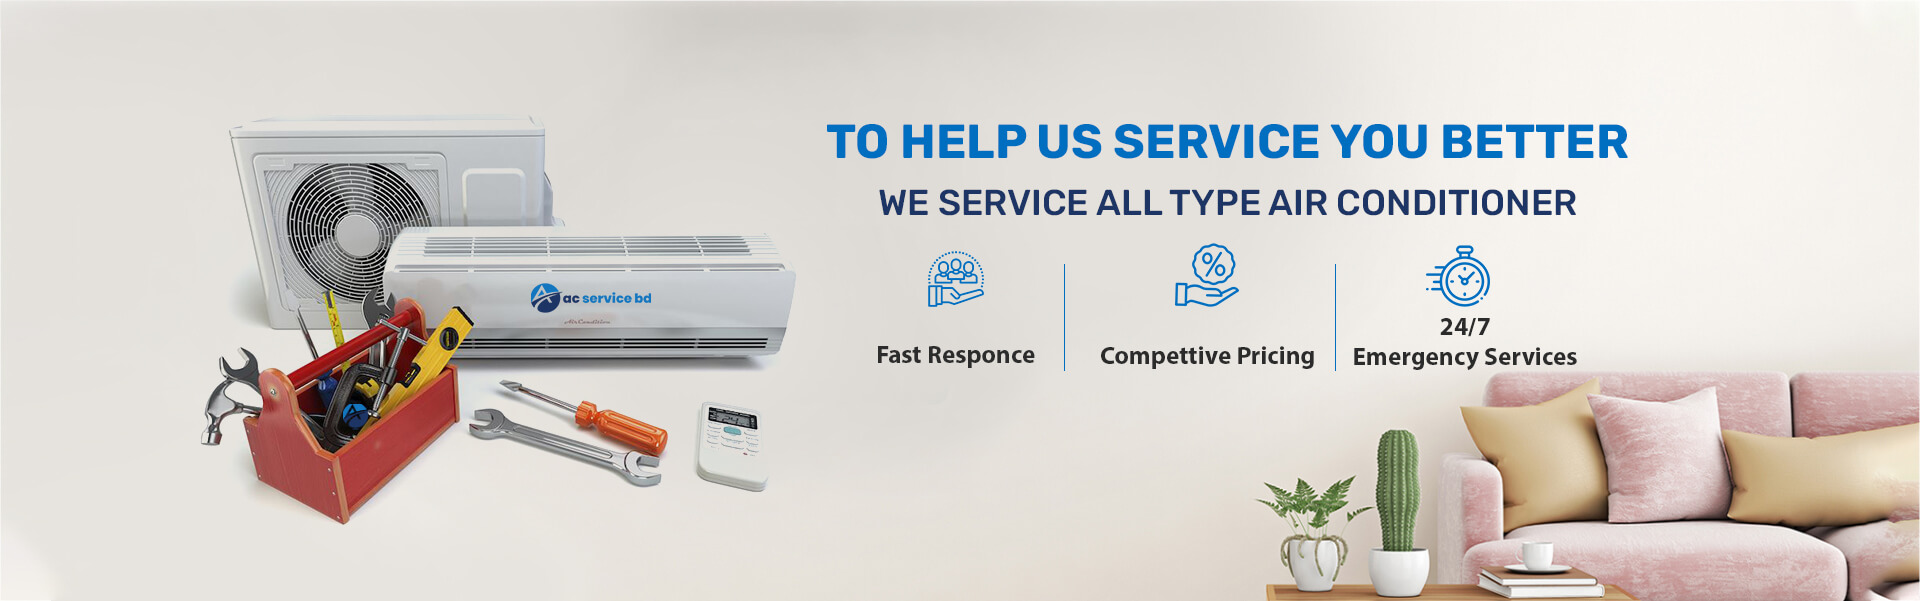 TO HELP US SERVICE YOU BETTER
WE SERVICE ALL TYPE AIR CONDITIONER
ac service bd
AirCondition
Fast Responce
Compettive Pricing
24/7
Emergency Services